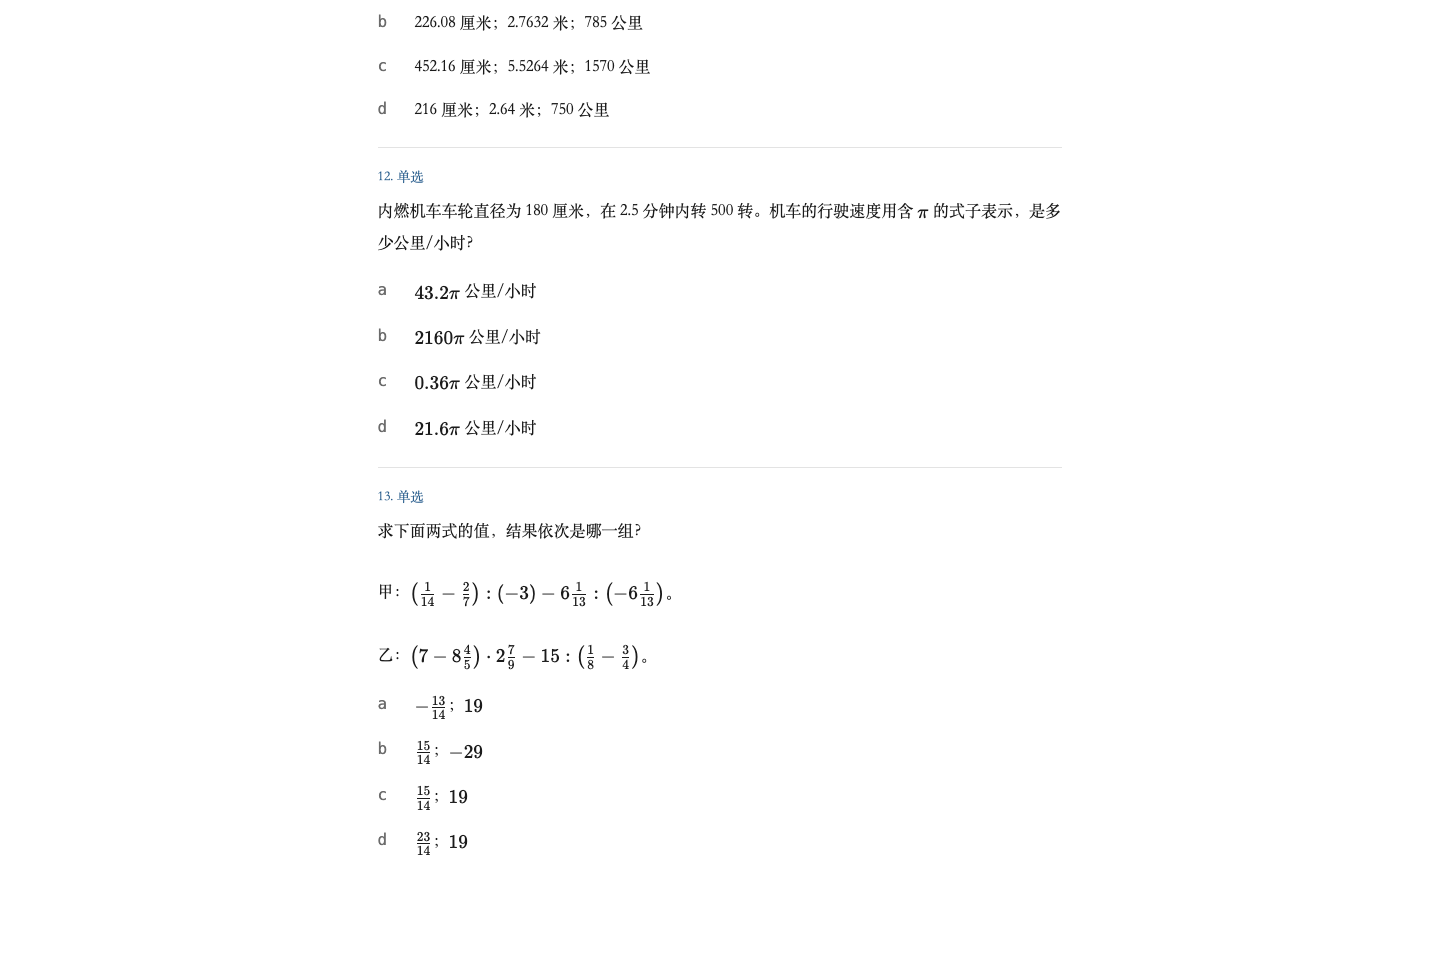 b 226.08 厘米；2.7632 米；785 公里
c 452.16 厘米；5.5264 米；1570 公里
d 216 厘米；2.64 米；750 公里
12. 单选
内燃机车车轮直径为 180 厘米，在 2.5 分钟内转 500 转。机车的行驶速度用含 π 的式子表示，是多
少公里/小时?
a 43.2π 公里/小时
b 2160π 公里/小时
c 0.36π 公里/小时
d 21.6π 公里/小时
13. 单选
求下面两式的值，结果依次是哪一组?
甲：(1/14 − 2/7) : (−3) − 6 1/13 : (−6 1/13)。
乙：(7 − 8 4/5) · 2 7/9 − 15 : (1/8 − 3/4)。
a −13/14；19
b 15/14；−29
c 15/14；19
d 23/14；19